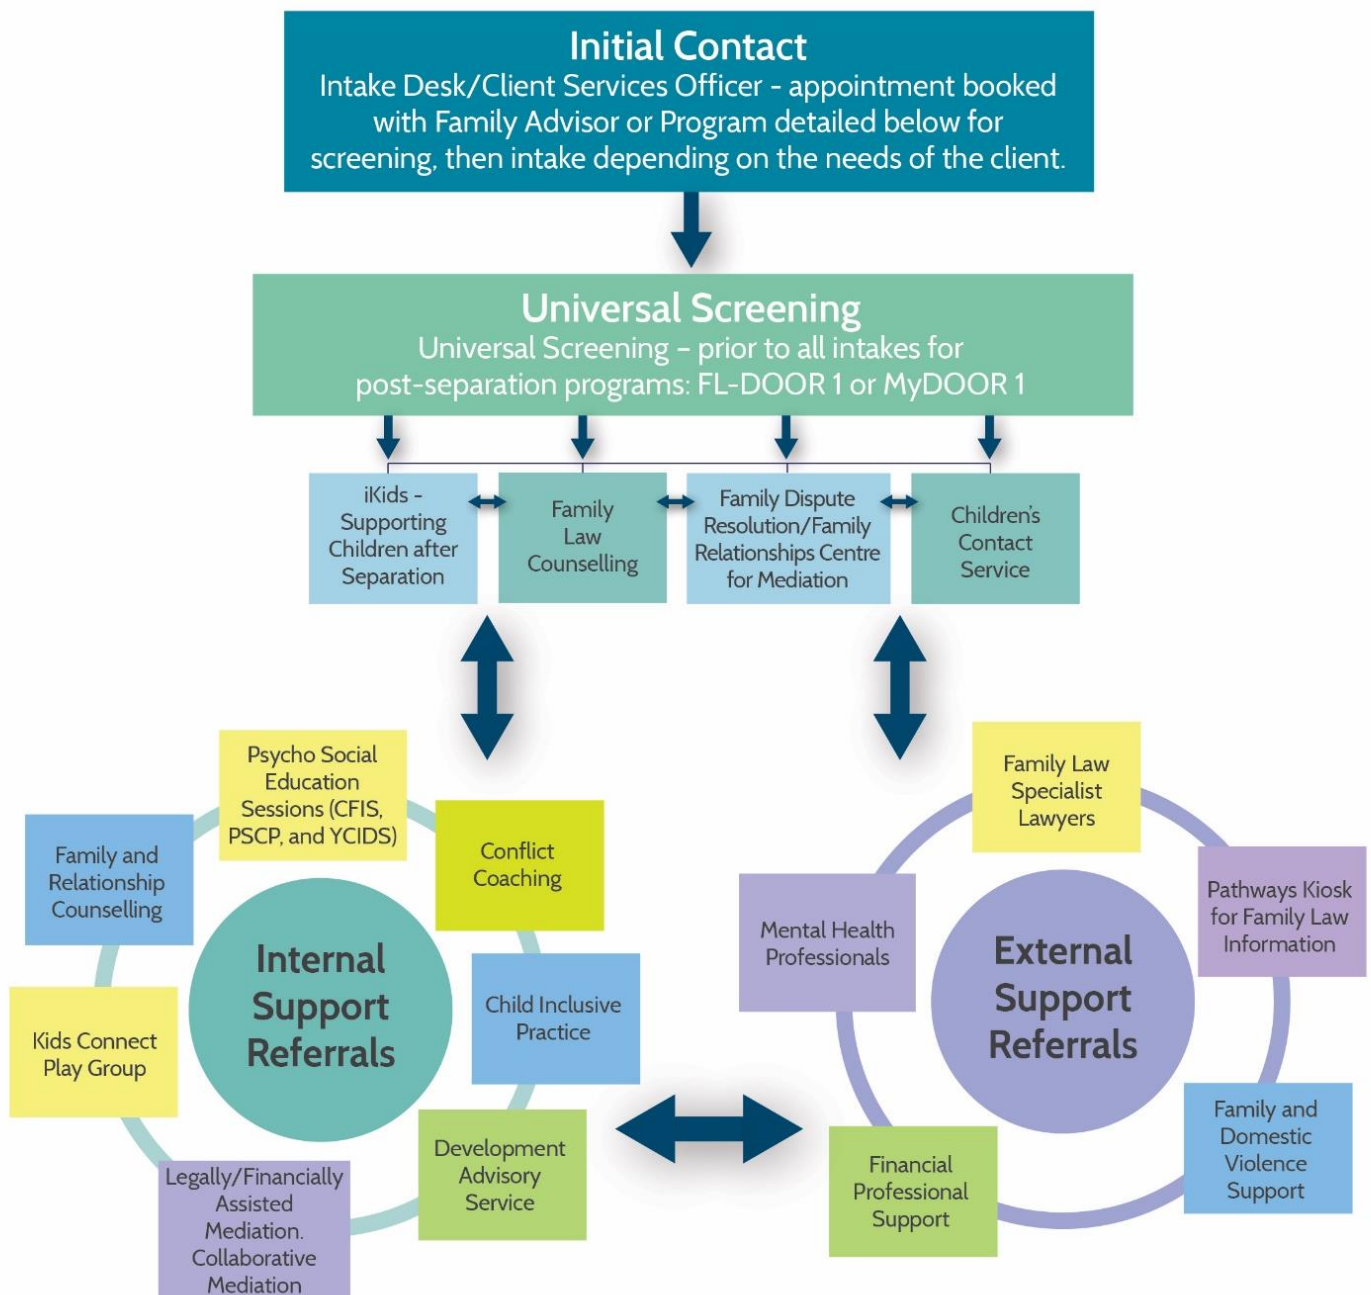 Initial Contact
Intake Desk/Client Services Officer - appointment booked
with Family Advisor or Program detailed below for
screening, then intake depending on the needs of the client.
Universal Screening
Universal Screening – prior to all intakes for
post-separation programs: FL-DOOR 1 or MyDOOR 1
iKids -
Supporting
Children after
Separation
Family
Law
Counselling
Family Dispute
Resolution/Family
Relationships Centre
for Mediation
Children's
Contact
Service
Psycho Social
Education
Sessions (CFIS,
PSCP, and YCIDS)
Conflict
Coaching
Family and
Relationship
Counselling
Internal
Support
Referrals
Child Inclusive
Practice
Kids Connect
Play Group
Development
Advisory
Service
Legally/Financially
Assisted
Mediation.
Collaborative
Mediation
Family Law
Specialist
Lawyers
Pathways Kiosk
for Family Law
Information
Mental Health
Professionals
External
Support
Referrals
Family and
Domestic
Violence
Support
Financial
Professional
Support